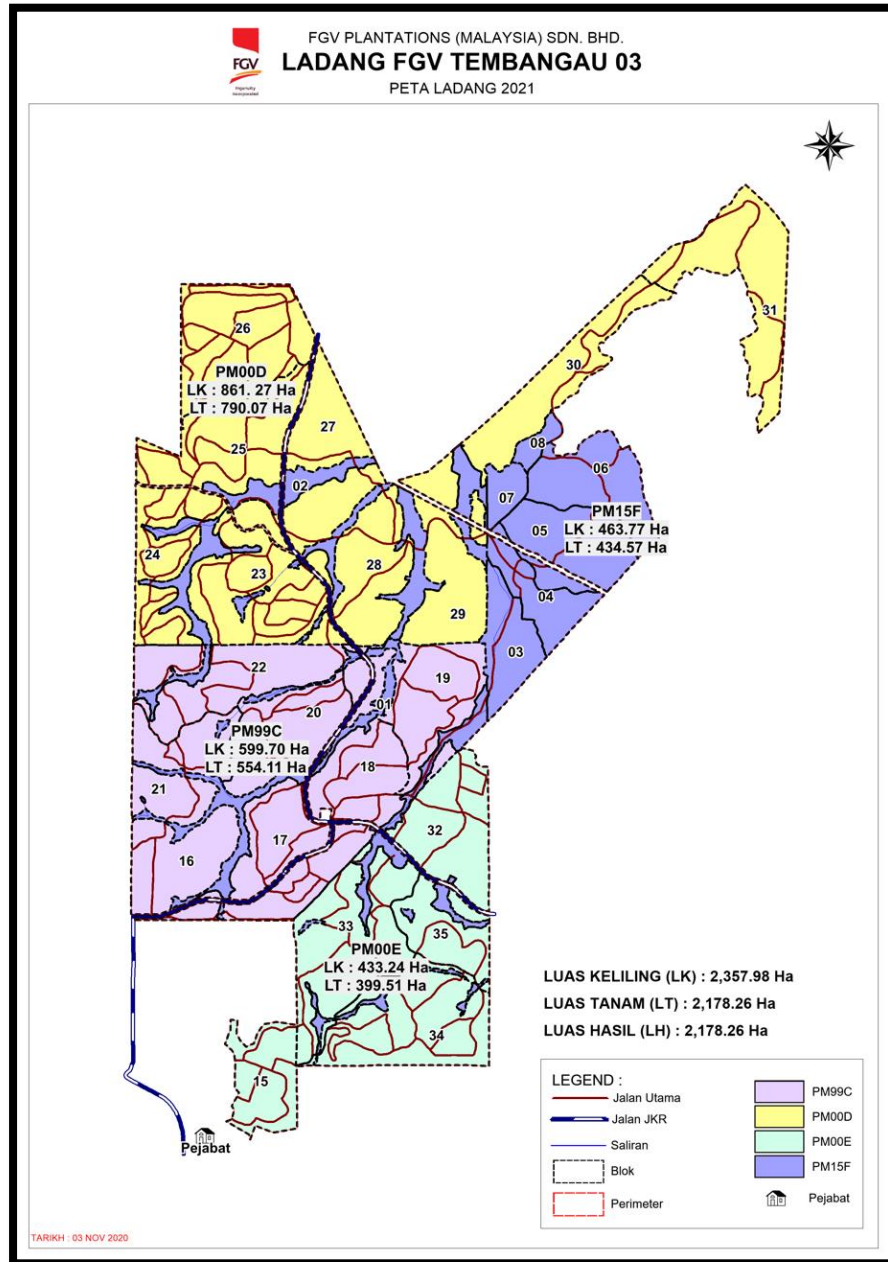 FGV PLANTATIONS (MALAYSIA) SDN. BHD.
LADANG FGV TEMBANGAU 03
PETA LADANG 2021
FGV
31
26
30
PM00D
LK : 861. 27 Ha
LT : 790.07 Ha
27
25
08
06
02
07
PM15F
LK : 463.77 Ha
LT : 434.57 Ha
05
24
23
28
04
29
03
22
19
20
01
PM99C
LK : 599.70 Ha
LT : 554.11 Ha
18
21
17
16
32
33
35
PM00E
LK : 433.24 Ha
LT : 399.51 Ha
34
15
Pejabat
LUAS KELILING (LK) : 2,357.98 Ha
LUAS TANAM (LT) : 2,178.26 Ha
LUAS HASIL (LH) : 2,178.26 Ha
LEGEND :
Jalan Utama
Jalan JKR
Saliran
Blok
Perimeter
PM99C
PM00D
PM00E
PM15F
Pejabat
TARIKH : 03 NOV 2020